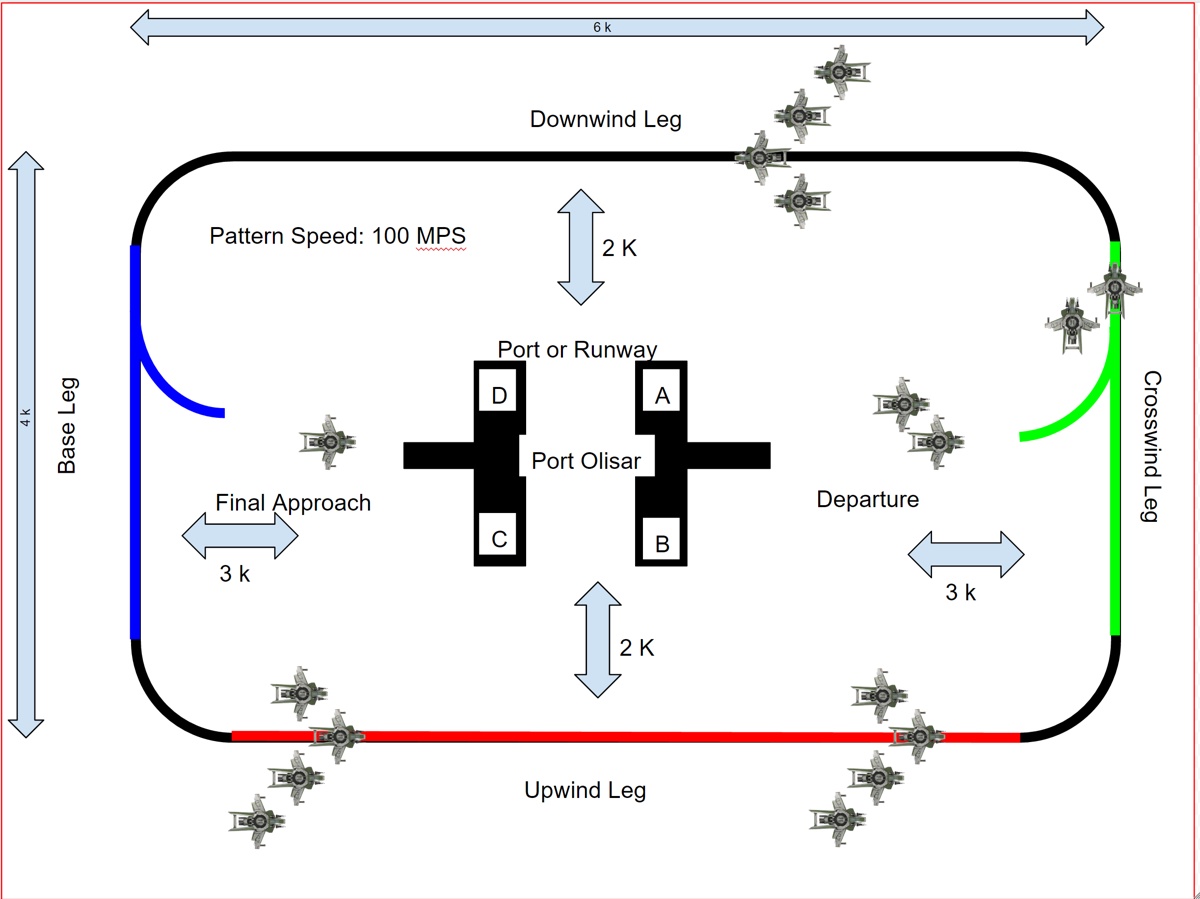 6 k
Downwind Leg
Pattern Speed: 100 MPS
2 K
Port or Runway
D
A
4 k
Base Leg
Crosswind Leg
Port Olisar
Final Approach
Departure
C
B
3 k
3 k
2 K
Upwind Leg